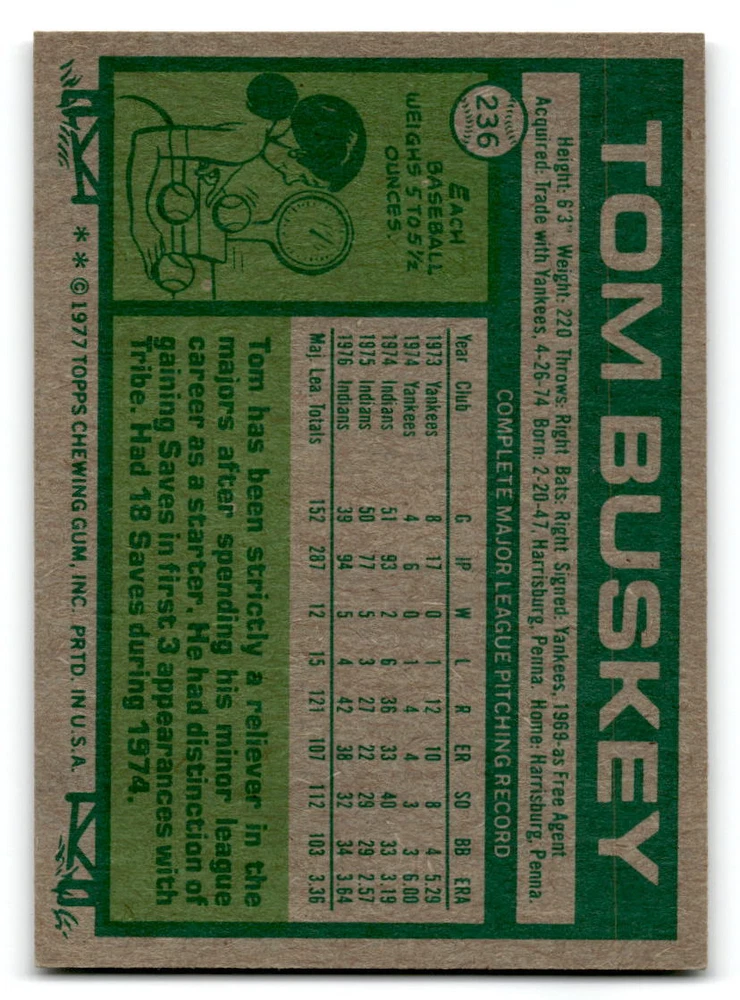 TOM BUSKEY
236
Height: 6'3" Weight: 220 Throws: Right Bats: Right Signed: Yankees, 1969-as Free Agent
Acquired: Trade with Yankees, 4-26-74 Born: 2-20-47, Harrisburg, Penna. Home: Harrisburg, Penna.
COMPLETE MAJOR LEAGUE PITCHING RECORD
Year Club G IP W L R ER SO BB ERA
1973 Yankees 8 17 0 1 12 10 8 4 5.29
1974 Yankees 4 6 0 1 4 4 3 3 6.00
1974 Indians 51 93 2 6 36 33 40 33 3.19
1975 Indians 50 77 5 3 27 22 29 29 2.57
1976 Indians 39 94 5 4 42 38 32 34 3.64
Maj. Lea. Totals 152 287 12 15 121 107 112 103 3.36
EACH
BASEBALL
WEIGHS 5 TO 5½
OUNCES.
Tom has been strictly a reliever in the
majors after spending his minor league
career as a starter. He had distinction of
gaining Saves in first 3 appearances with
Tribe. Had 18 Saves during 1974.
* * © 1977 TOPPS CHEWING GUM, INC. PRTD. IN U.S.A.